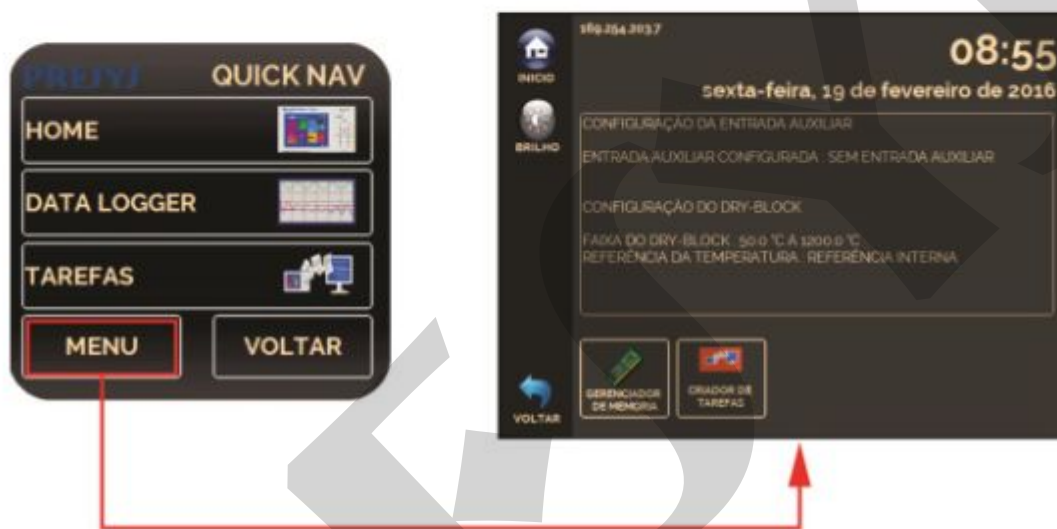 QUICK NAV
HOME
DATA LOGGER
TAREFAS
MENU
VOLTAR
INICIO
BRILHO
VOLTAR
169.254.203.7
08:55
sexta-feira, 19 de fevereiro de 2016
CONFIGURAÇÃO DA ENTRADA AUXILIAR
ENTRADA AUXILIAR CONFIGURADA : SEM ENTRADA AUXILIAR
CONFIGURAÇÃO DO DRY-BLOCK
FAIXA DO DRY-BLOCK : 50.0 °C A 1200.0 °C
REFERÊNCIA DA TEMPERATURA : REFERÊNCIA INTERNA
GERENCIADOR
DE MEMORIA
CRIADOR DE
TAREFAS